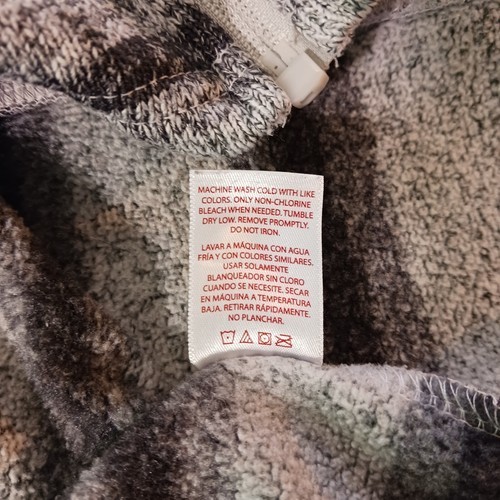 MACHINE WASH COLD WITH LIKE
COLORS. ONLY NON-CHLORINE
BLEACH WHEN NEEDED. TUMBLE
DRY LOW. REMOVE PROMPTLY.
DO NOT IRON.
LAVAR A MÁQUINA CON AGUA
FRÍA Y CON COLORES SIMILARES.
USAR SOLAMENTE
BLANQUEADOR SIN CLORO
CUANDO SE NECESITE. SECAR
EN MÁQUINA A TEMPERATURA
BAJA. RETIRAR RÁPIDAMENTE.
NO PLANCHAR.